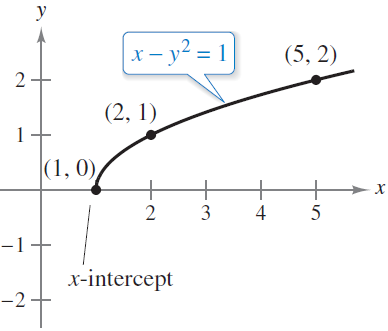 y
x – y² = 1
(5, 2)
2
(2, 1)
1
(1, 0)
x
2 3 4 5
–1
x-intercept
–2